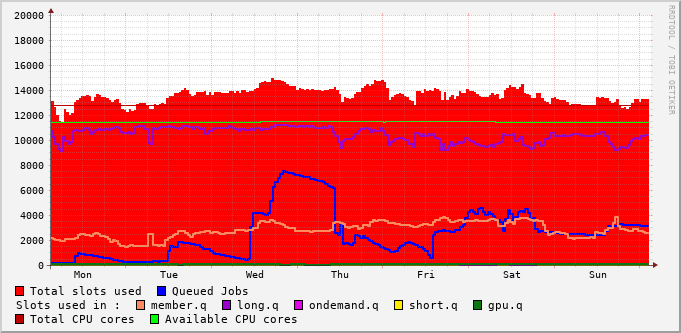 20000
18000
16000
14000
12000
10000
8000
6000
4000
2000
0
Mon Tue Wed Thu Fri Sat Sun
RRDTOOL / TOBI OETIKER
Total slots used Queued Jobs
Slots used in : member.q long.q ondemand.q short.q gpu.q
Total CPU cores Available CPU cores